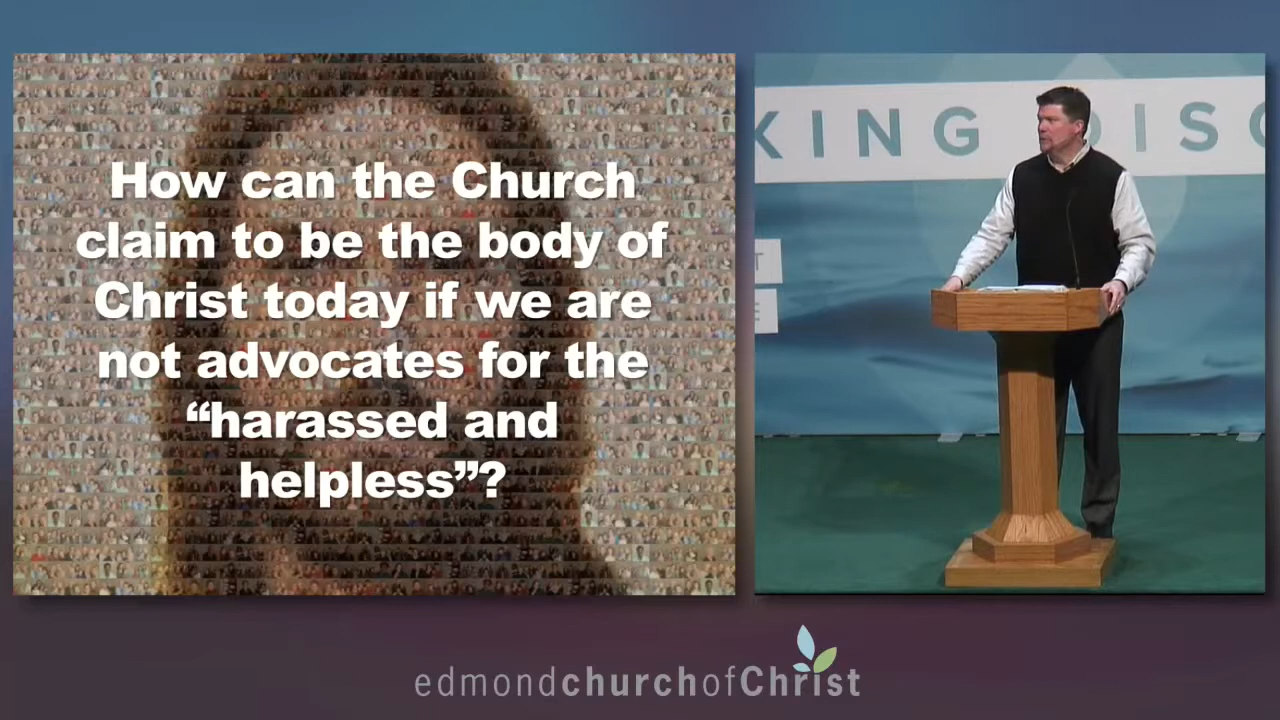 How can the Church
claim to be the body of
Christ today if we are
not advocates for the
“harassed and
helpless”?
KING DISC
T
E
edmondchurchofChrist